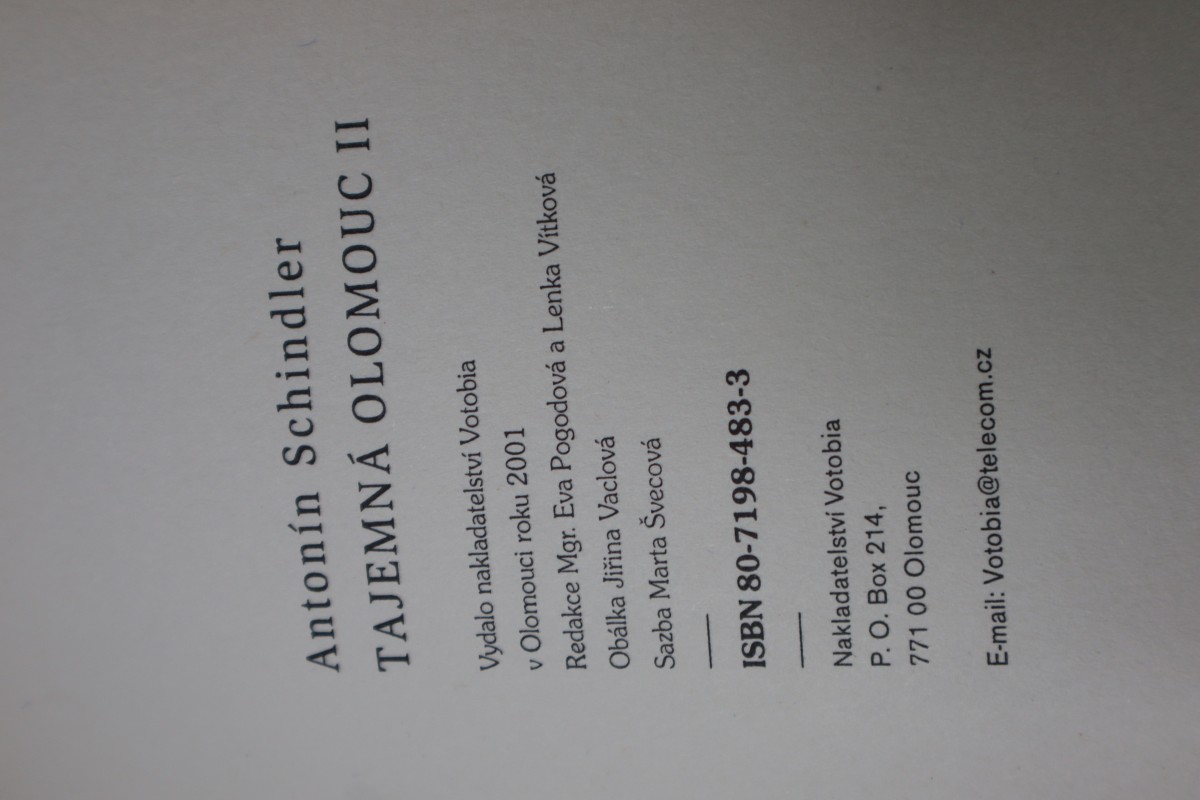 Antonín Schindler
TAJEMNÁ OLOMOUC II
Vydalo nakladatelství Votobia
v Olomouci roku 2001
Redakce Mgr. Eva Pogodová a Lenka Vítková
Obálka Jiřina Vaclová
Sazba Marta Švecová
ISBN 80-7198-483-3
Nakladatelství Votobia
P. O. Box 214,
771 00 Olomouc
E-mail: Votobia@telecom.cz